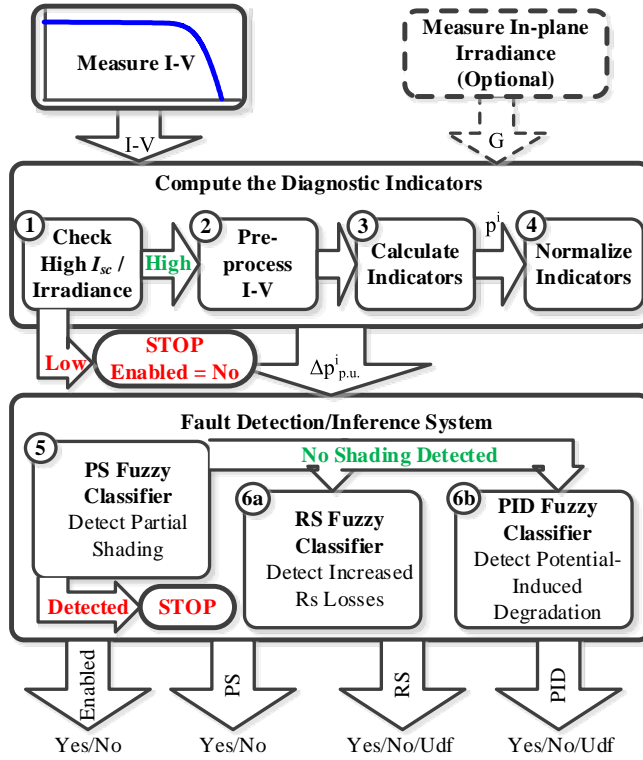 Measure I-V
Measure In-plane
Irradiance
(Optional)
I-V
G
Compute the Diagnostic Indicators
1
Check
High Isc /
Irradiance
High
2
Pre-
process
I-V
3
Calculate
Indicators
pⁱ
4
Normalize
Indicators
Low
STOP
Enabled = No
Δpⁱp.u.
Fault Detection/Inference System
5
PS Fuzzy
Classifier
Detect Partial
Shading
No Shading Detected
6a
RS Fuzzy
Classifier
Detect Increased
Rs Losses
6b
PID Fuzzy
Classifier
Detect Potential-
Induced
Degradation
Detected
STOP
Enabled
PS
RS
PID
Yes/No
Yes/No
Yes/No/Udf
Yes/No/Udf